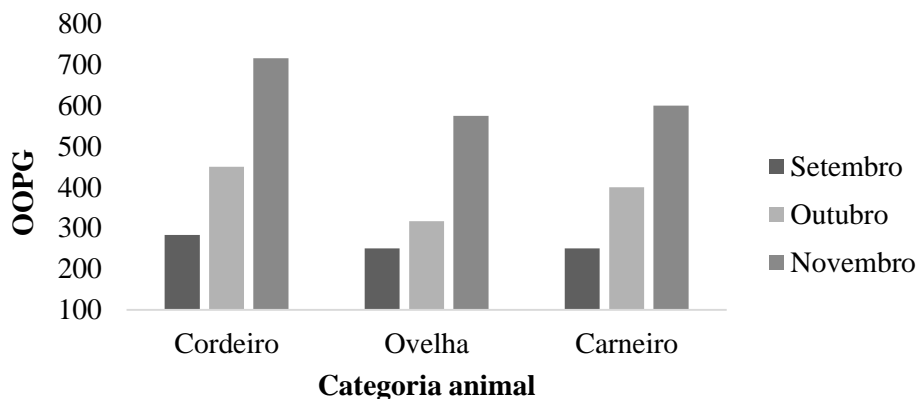 800
700
600
500
400
300
200
100
OOPG
Cordeiro
Ovelha
Carneiro
Categoria animal
Setembro
Outubro
Novembro